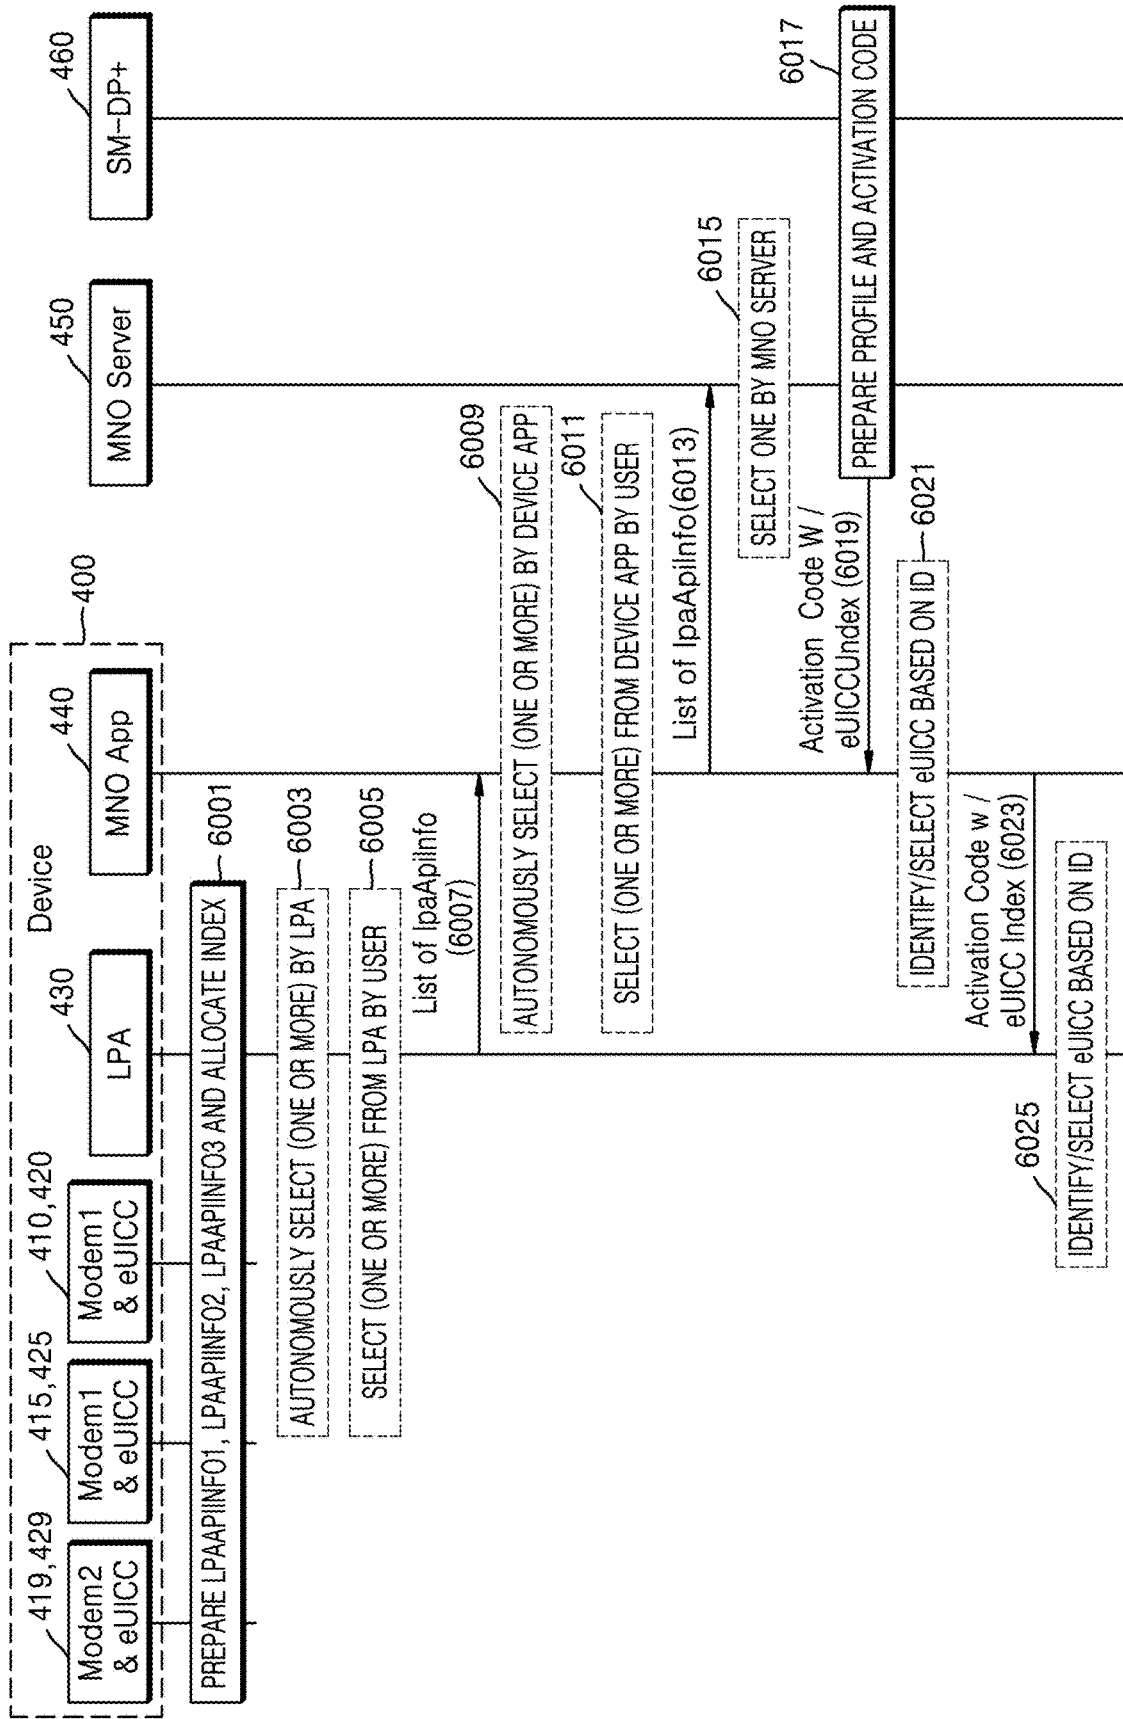 400
Device
419,429
415,425
410,420
430
440
450
460
Modem2
& eUICC
Modem1
& eUICC
Modem1
& eUICC
LPA
MNO App
MNO Server
SM-DP+
PREPARE LPAAPIINFO1, LPAAPIINFO2, LPAAPIINFO3 AND ALLOCATE INDEX
6001
AUTONOMOUSLY SELECT (ONE OR MORE) BY LPA
6003
SELECT (ONE OR MORE) FROM LPA BY USER
6005
List of lpaApiInfo
(6007)
6009
AUTONOMOUSLY SELECT (ONE OR MORE) BY DEVICE APP
6011
SELECT (ONE OR MORE) FROM DEVICE APP BY USER
List of lpaApiInfo(6013)
6015
SELECT ONE BY MNO SERVER
6017
PREPARE PROFILE AND ACTIVATION CODE
Activation Code W /
eUICCUndex (6019)
6021
IDENTIFY/SELECT eUICC BASED ON ID
Activation Code w /
eUICC Index (6023)
6025
IDENTIFY/SELECT eUICC BASED ON ID